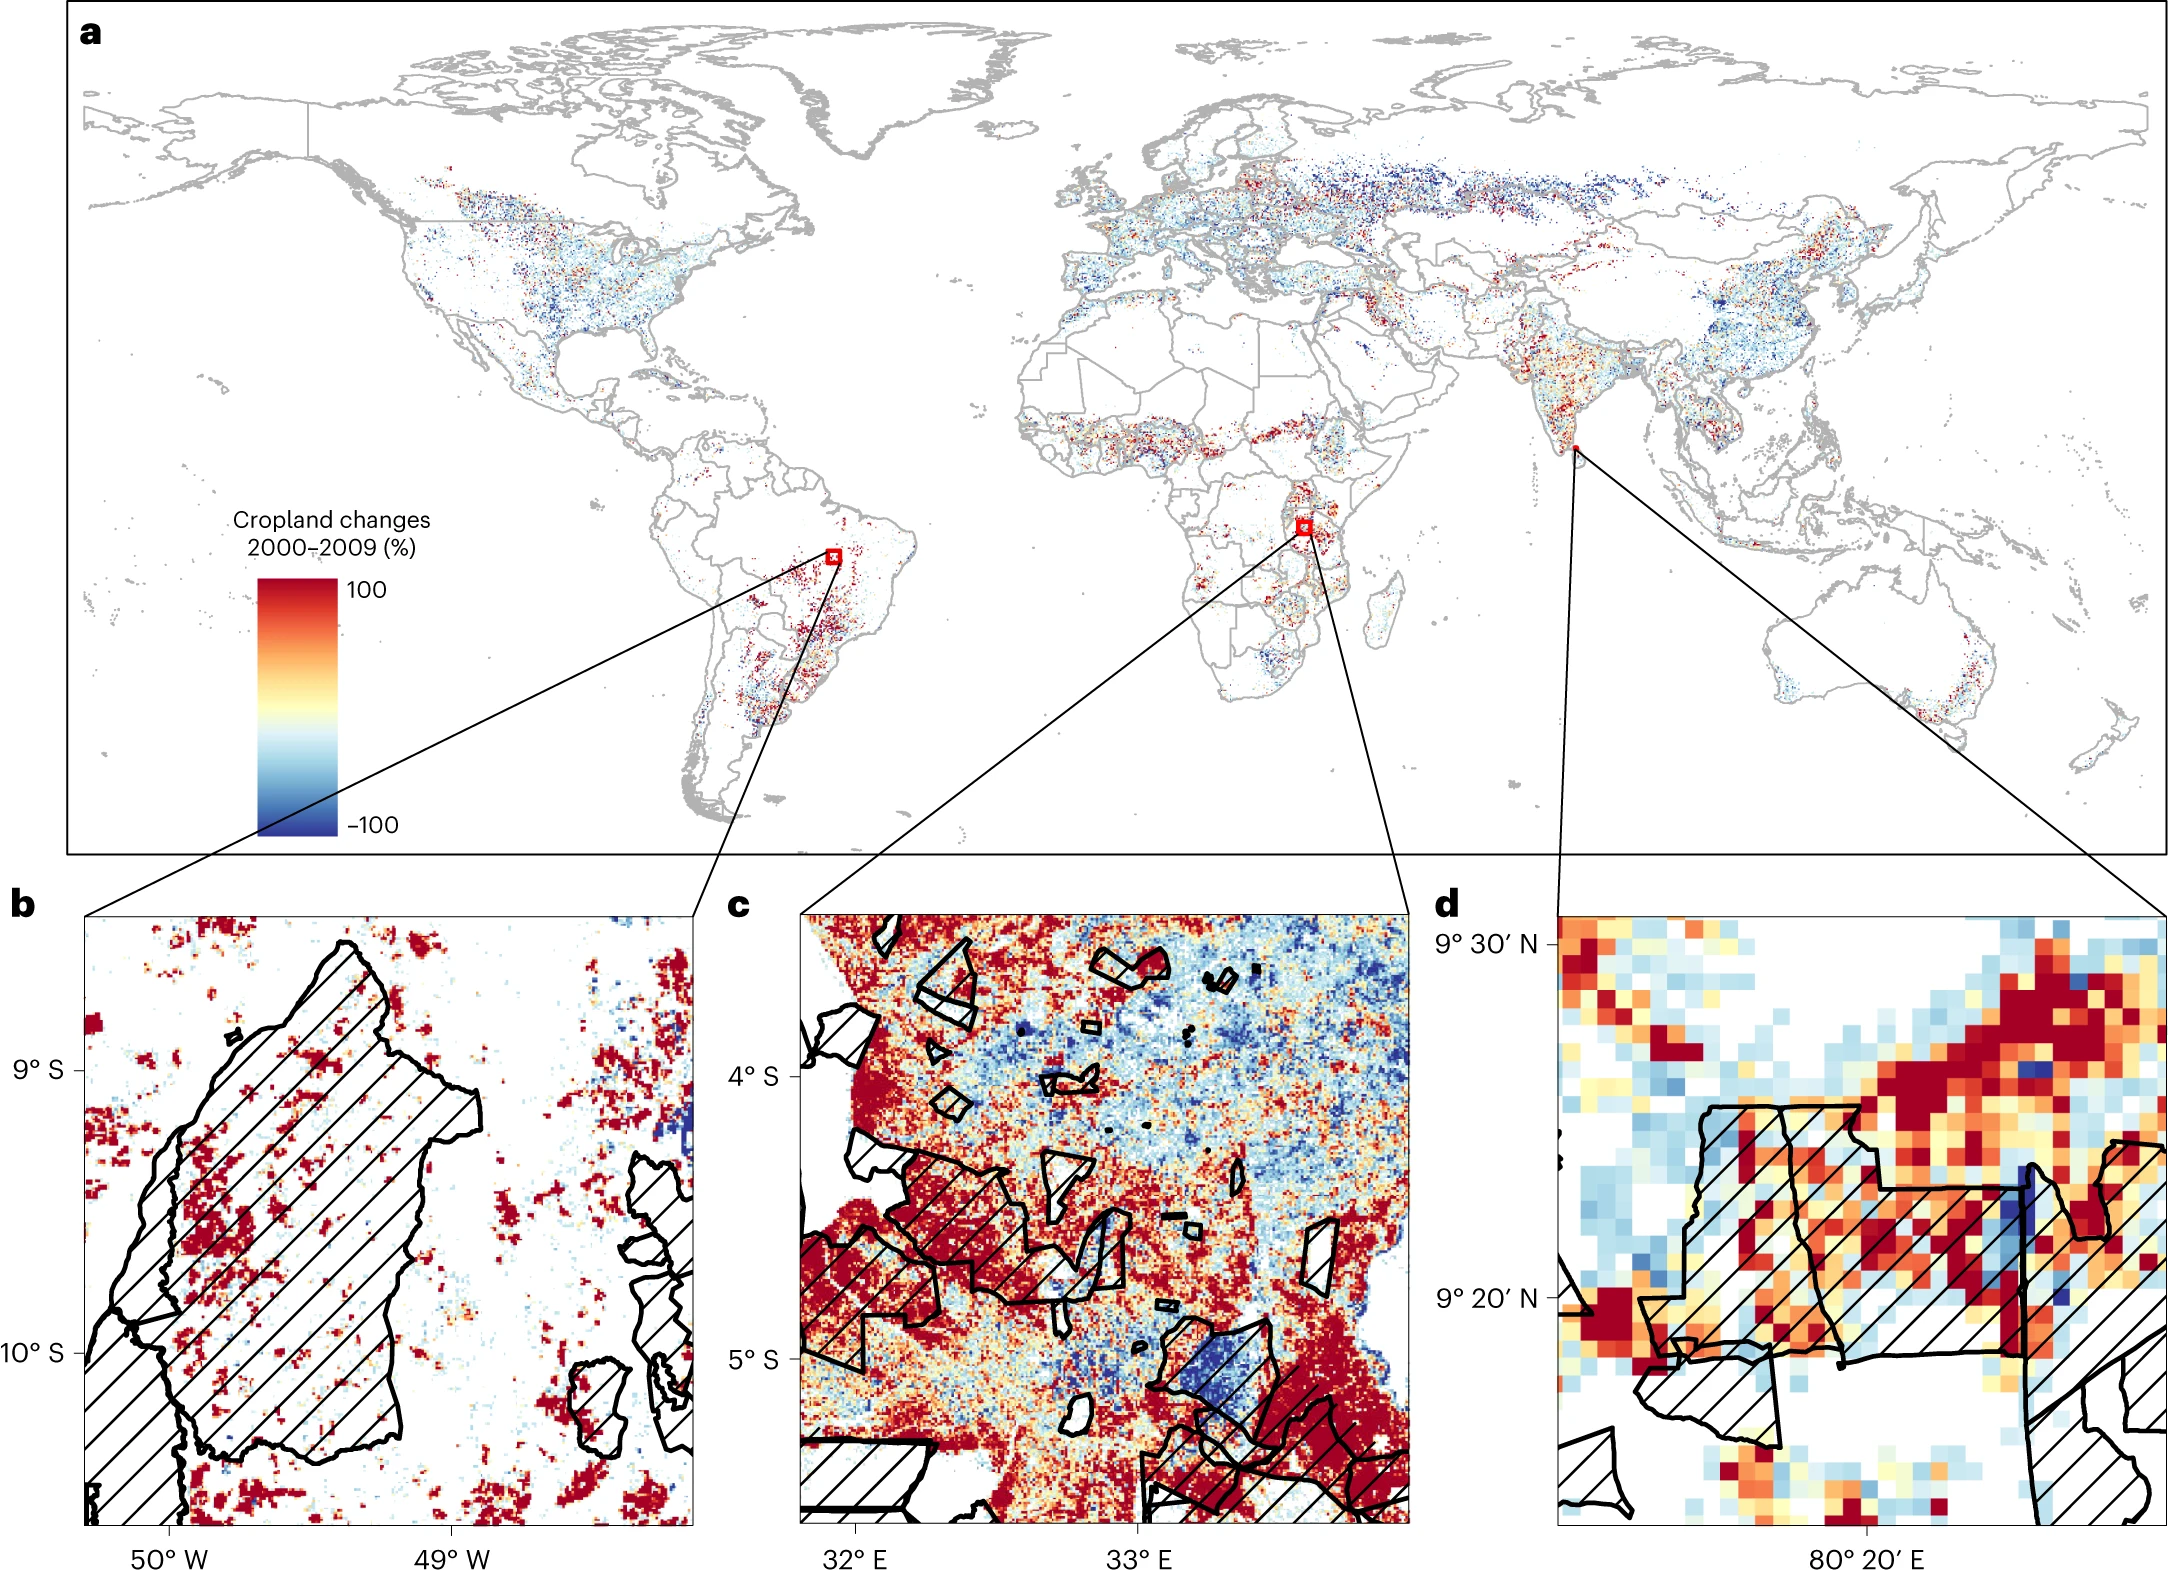 a
Cropland changes
2000–2009 (%)
100
–100
b
c
d
9° S
10° S
50° W
49° W
4° S
5° S
32° E
33° E
9° 30′ N
9° 20′ N
80° 20′ E